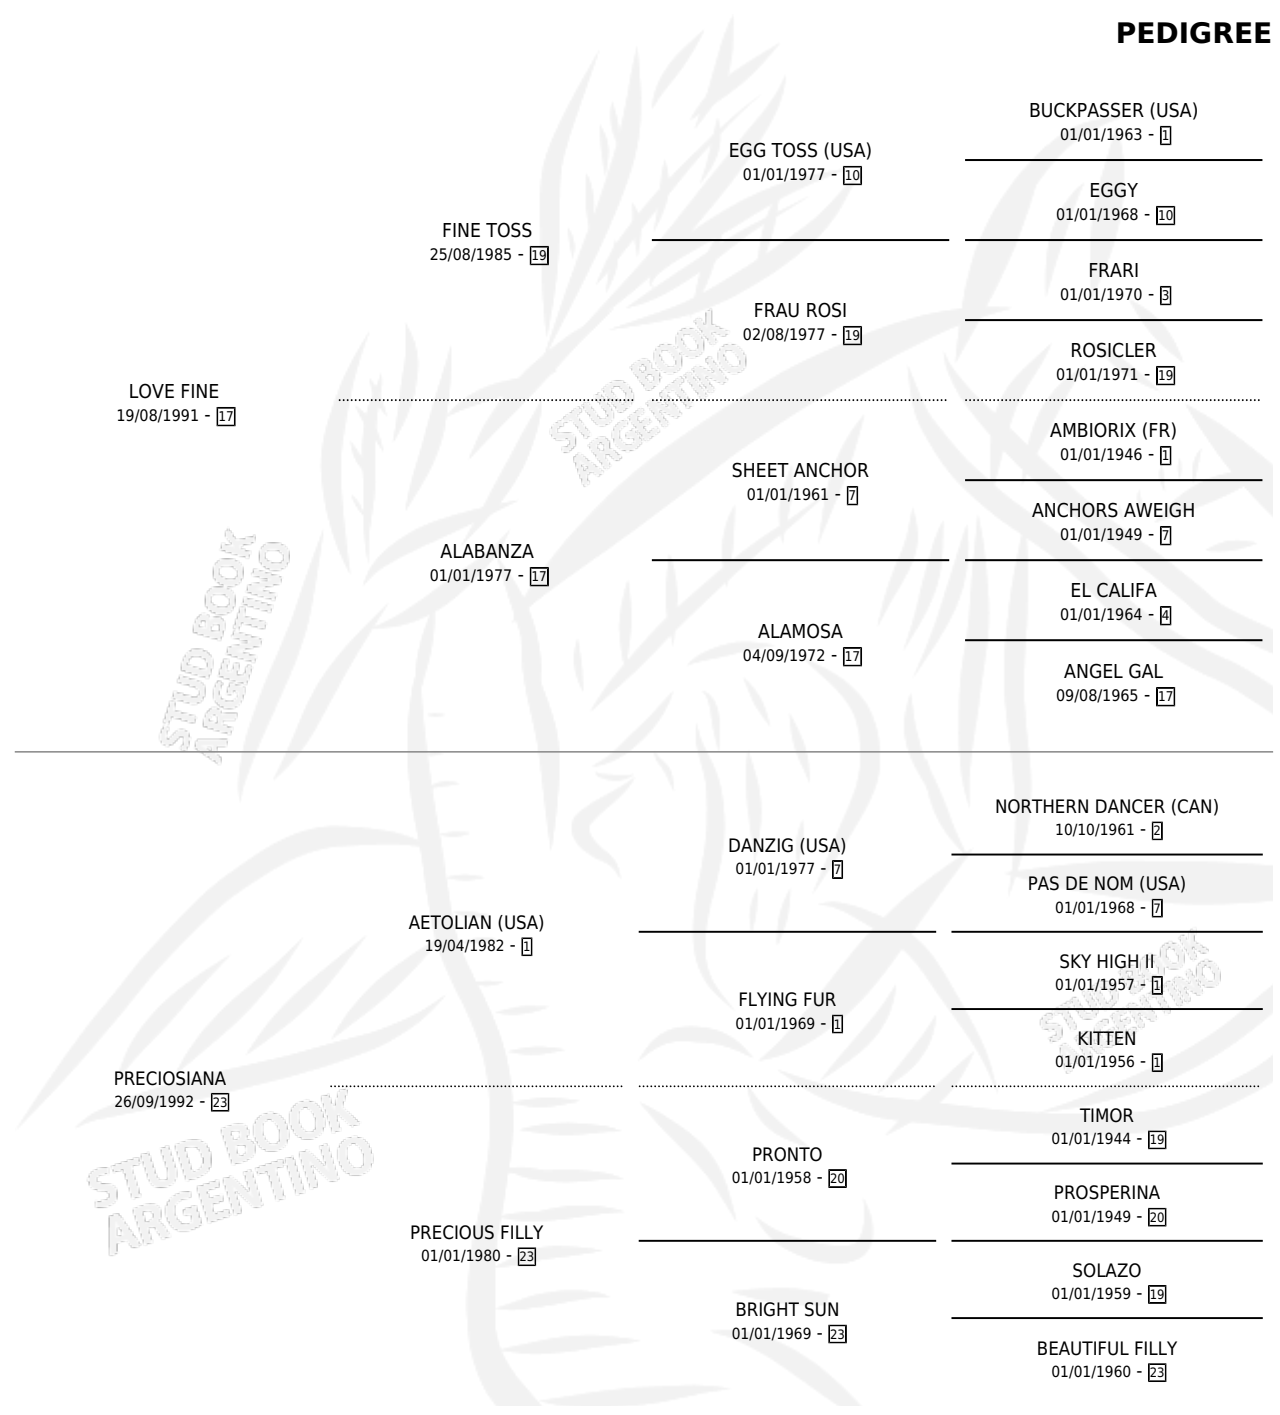 PEDIGREE
BUCKPASSER (USA)
01/01/1963 - 1
EGG TOSS (USA)
01/01/1977 - 10
EGGY
01/01/1968 - 10
FINE TOSS
25/08/1985 - 19
FRARI
01/01/1970 - 3
FRAU ROSI
02/08/1977 - 19
ROSICLER
01/01/1971 - 19
LOVE FINE
19/08/1991 - 17
AMBIORIX (FR)
01/01/1946 - 1
SHEET ANCHOR
01/01/1961 - 7
ANCHORS AWEIGH
01/01/1949 - 7
ALABANZA
01/01/1977 - 17
EL CALIFA
01/01/1964 - 4
ALAMOSA
04/09/1972 - 17
ANGEL GAL
09/08/1965 - 17
NORTHERN DANCER (CAN)
10/10/1961 - 2
DANZIG (USA)
01/01/1977 - 7
PAS DE NOM (USA)
01/01/1968 - 7
AETOLIAN (USA)
19/04/1982 - 1
SKY HIGH II
01/01/1957 - 1
FLYING FUR
01/01/1969 - 1
KITTEN
01/01/1956 - 1
PRECIOSIANA
26/09/1992 - 23
TIMOR
01/01/1944 - 19
PRONTO
01/01/1958 - 20
PROSPERINA
01/01/1949 - 20
PRECIOUS FILLY
01/01/1980 - 23
SOLAZO
01/01/1959 - 19
BRIGHT SUN
01/01/1969 - 23
BEAUTIFUL FILLY
01/01/1960 - 23
STUD BOOK
ARGENTINO
STUD BOOK
ARGENTINO
STUD BOOK
ARGENTINO
STUD BOOK
ARGENTINO